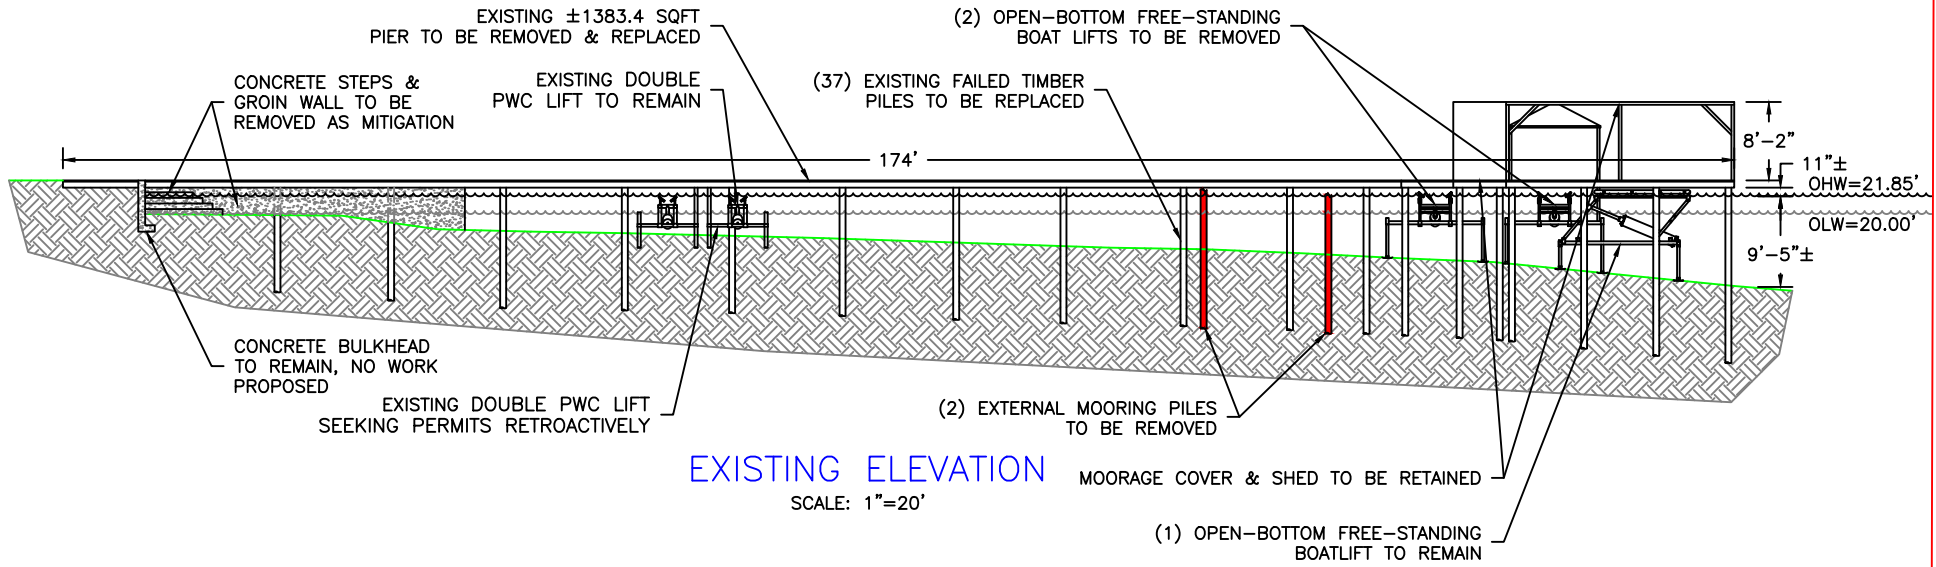 EXISTING ±1383.4 SQFT
PIER TO BE REMOVED & REPLACED
(2) OPEN-BOTTOM FREE-STANDING
BOAT LIFTS TO BE REMOVED
CONCRETE STEPS &
GROIN WALL TO BE
REMOVED AS MITIGATION
EXISTING DOUBLE
PWC LIFT TO REMAIN
(37) EXISTING FAILED TIMBER
PILES TO BE REPLACED
174'
8'-2"
11"±
OHW=21.85'
OLW=20.00'
9'-5"±
CONCRETE BULKHEAD
TO REMAIN, NO WORK
PROPOSED
EXISTING DOUBLE PWC LIFT
SEEKING PERMITS RETROACTIVELY
(2) EXTERNAL MOORING PILES
TO BE REMOVED
EXISTING ELEVATION
SCALE: 1"=20'
MOORAGE COVER & SHED TO BE RETAINED
(1) OPEN-BOTTOM FREE-STANDING
BOATLIFT TO REMAIN